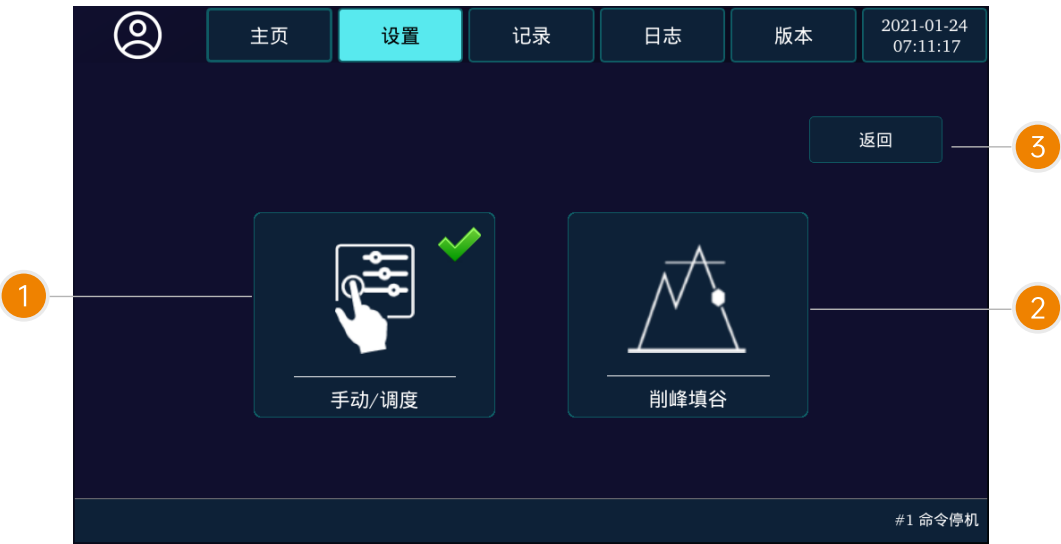 主页
设置
记录
日志
版本
2021-01-24
07:11:17
返回
3
1
2
手动/调度
削峰填谷
#1 命令停机